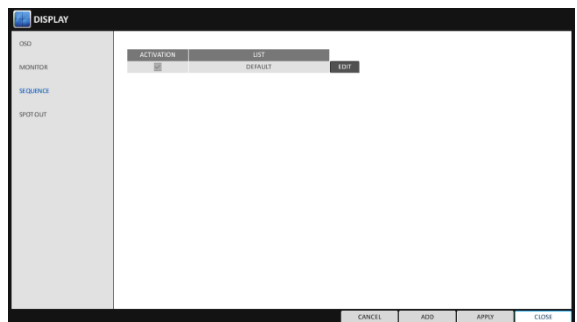 DISPLAY
OSD
MONITOR
SEQUENCE
SPOT OUT
ACTIVATION LIST
DEFAULT EDIT
CANCEL ADD APPLY CLOSE